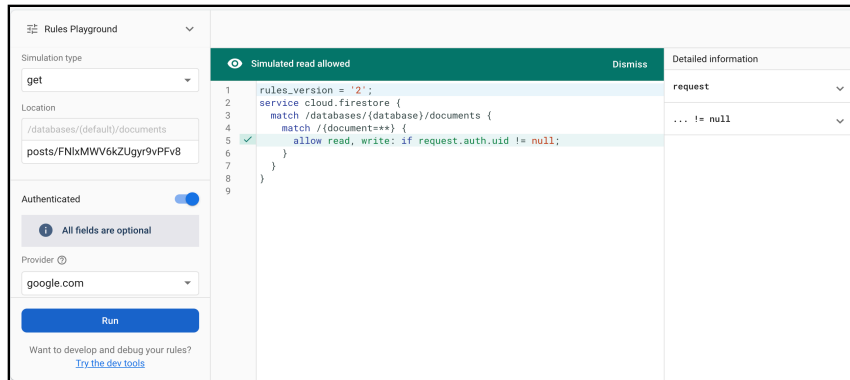 Rules Playground
Simulation type
get
Location
/databases/(default)/documents
posts/FNlxMWV6kZUgyr9vPFv8
Authenticated
All fields are optional
Provider
google.com
Run
Want to develop and debug your rules?
Try the dev tools
Simulated read allowed
Dismiss
1 rules_version = '2';
2 service cloud.firestore {
3 match /databases/{database}/documents {
4 match /{document=**} {
5 allow read, write: if request.auth.uid != null;
6 }
7 }
8 }
9
Detailed information
request
... != null